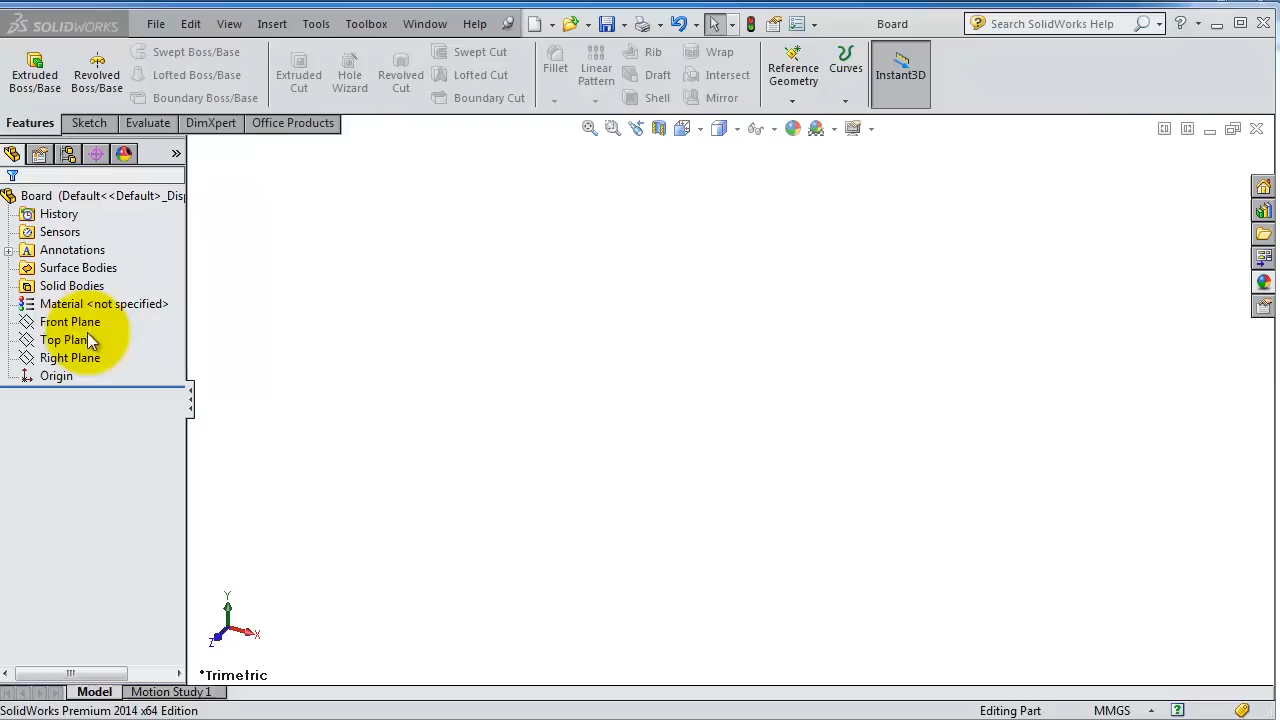 SOLIDWORKS File Edit View Insert Tools Toolbox Window Help Board Search SolidWorks Help ?
Extruded Boss/Base
Revolved Boss/Base
Swept Boss/Base
Lofted Boss/Base
Boundary Boss/Base
Extruded Cut
Hole Wizard
Revolved Cut
Swept Cut
Lofted Cut
Boundary Cut
Fillet
Linear Pattern
Rib
Draft
Shell
Wrap
Intersect
Mirror
Reference Geometry
Curves
Instant3D
Features Sketch Evaluate DimXpert Office Products
Board (Default<<Default>_Disp
History
Sensors
Annotations
Surface Bodies
Solid Bodies
Material <not specified>
Front Plane
Top Plan
Right Plane
Origin
Y
X
Z
*Trimetric
Model Motion Study 1
SolidWorks Premium 2014 x64 Edition Editing Part MMGS ?